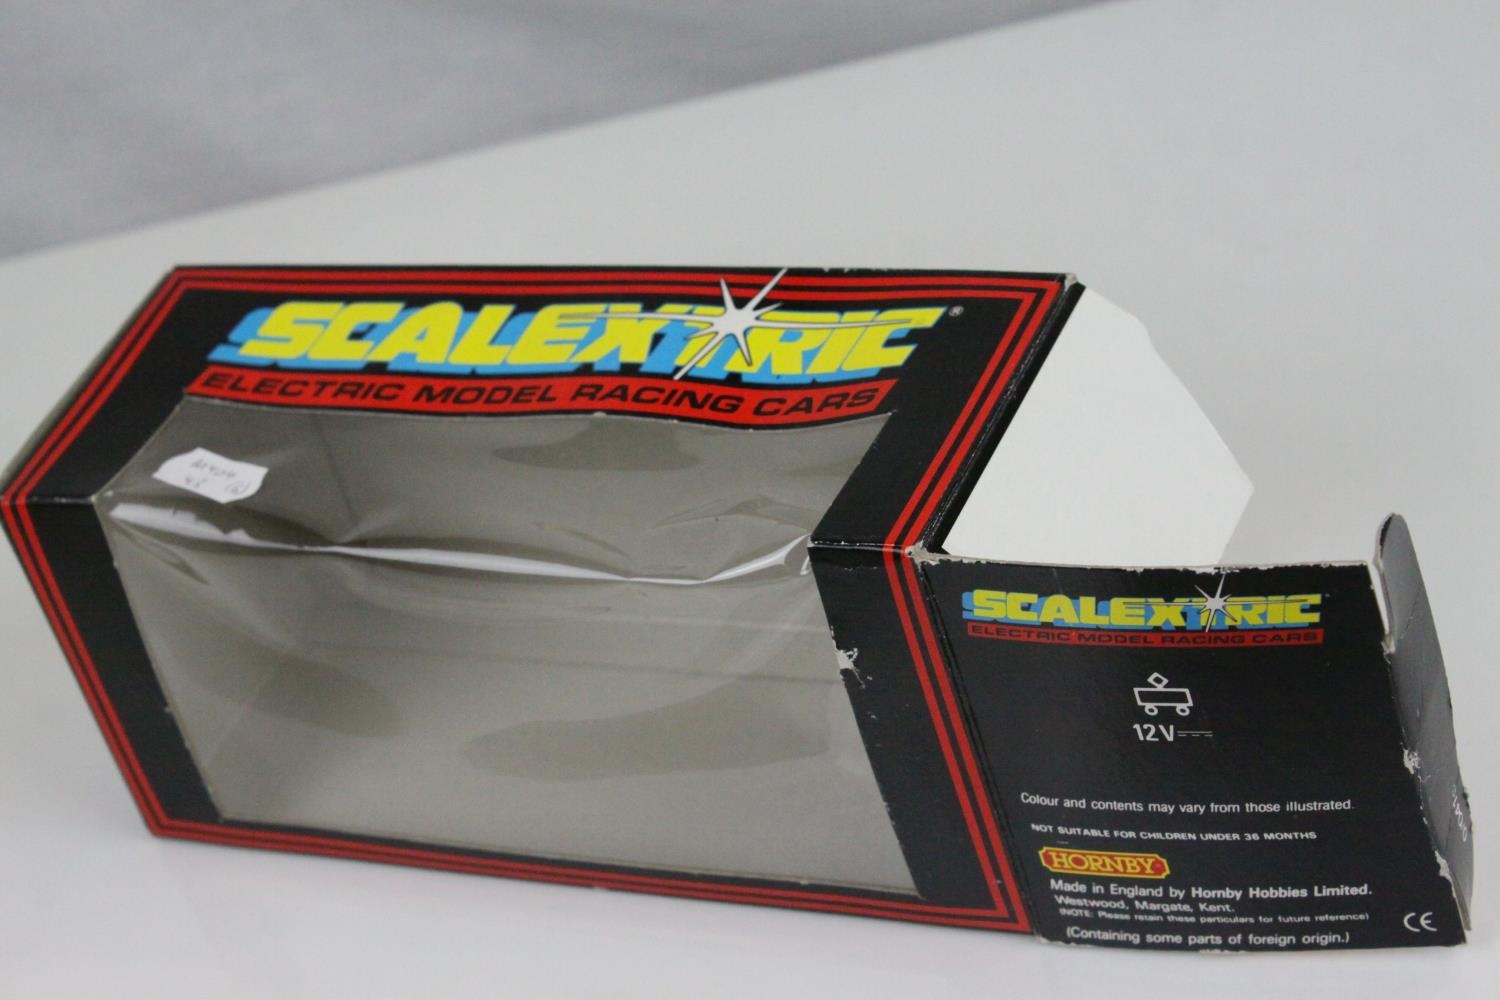 SCALEXTRIC®
ELECTRIC MODEL RACING CARS
SCALEXTRIC
ELECTRIC MODEL RACING CARS
12V
Colour and contents may vary from those illustrated.
NOT SUITABLE FOR CHILDREN UNDER 36 MONTHS
HORNBY
Made in England by Hornby Hobbies Limited.
Westwood, Margate, Kent.
(NOTE: Please retain these particulars for future reference)
(Containing some parts of foreign origin.)
CE